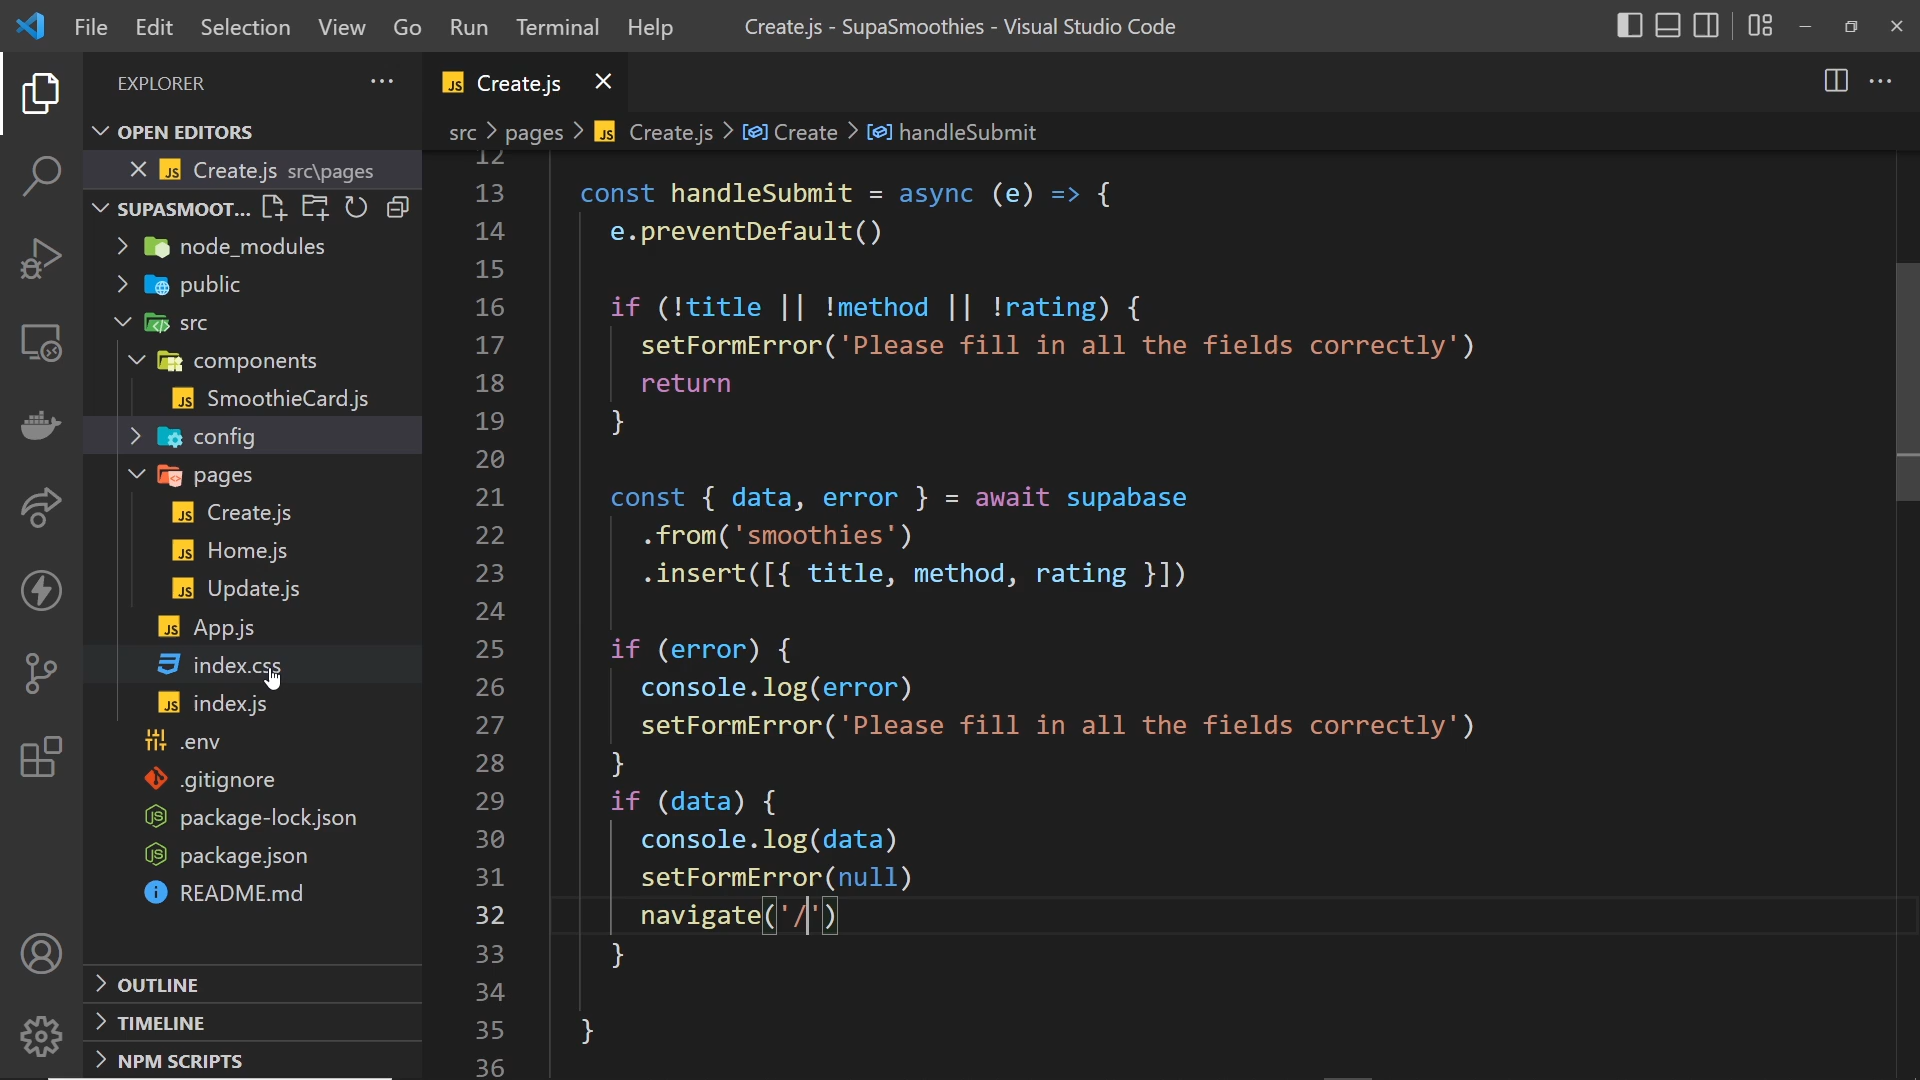 File Edit Selection View Go Run Terminal Help
Create.js - SupaSmoothies - Visual Studio Code
EXPLORER
OPEN EDITORS
Create.js src\pages
SUPASMOOT...
node_modules
public
src
components
SmoothieCard.js
config
pages
Create.js
Home.js
Update.js
App.js
index.css
index.js
.env
.gitignore
package-lock.json
package.json
README.md
OUTLINE
TIMELINE
NPM SCRIPTS
Create.js
src > pages > Create.js > Create > handleSubmit
12
13 const handleSubmit = async (e) => {
14 e.preventDefault()
15
16 if (!title || !method || !rating) {
17 setFormError('Please fill in all the fields correctly')
18 return
19 }
20
21 const { data, error } = await supabase
22 .from('smoothies')
23 .insert([{ title, method, rating }])
24
25 if (error) {
26 console.log(error)
27 setFormError('Please fill in all the fields correctly')
28 }
29 if (data) {
30 console.log(data)
31 setFormError(null)
32 navigate('/')
33 }
34
35 }
36